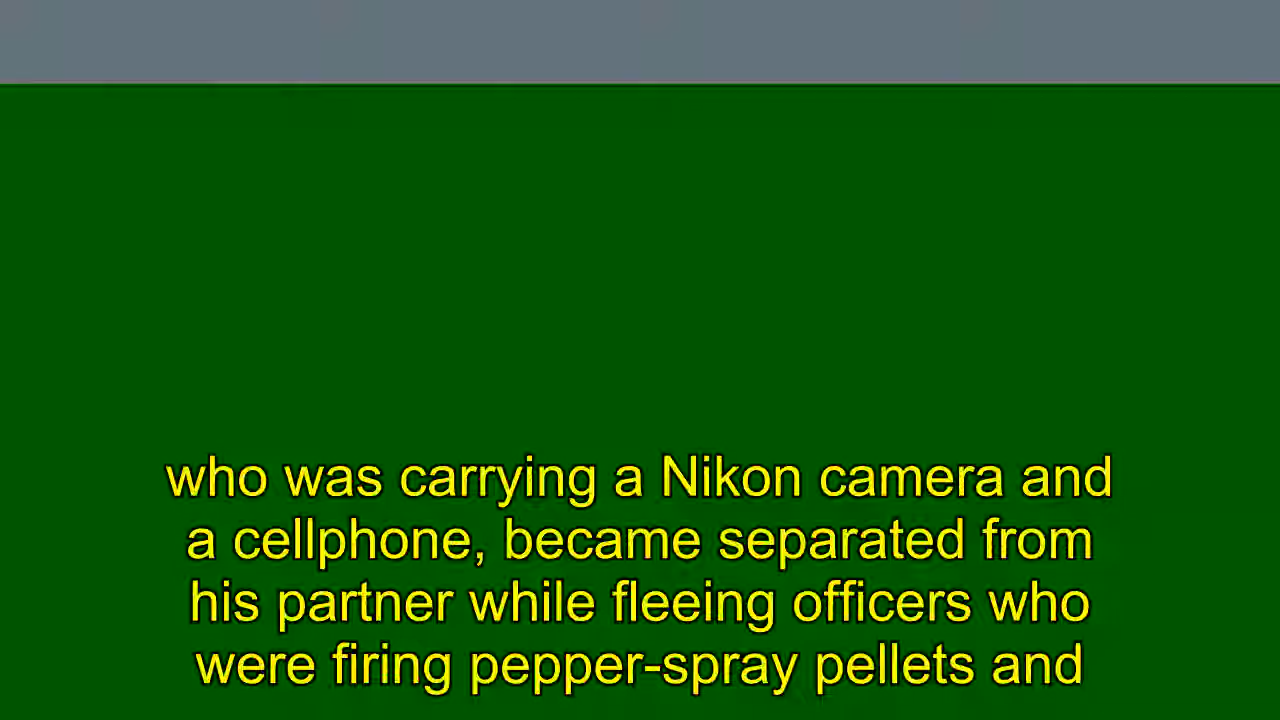 who was carrying a Nikon camera and
a cellphone, became separated from
his partner while fleeing officers who
were firing pepper-spray pellets and